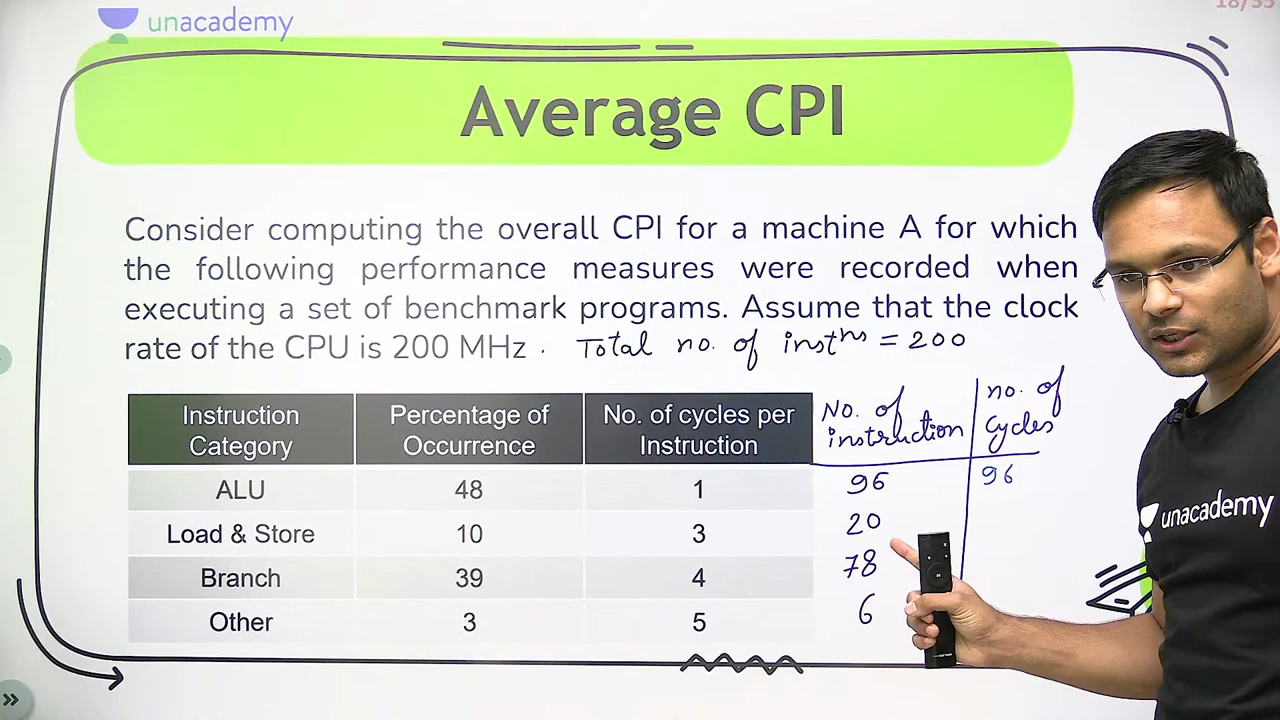 18/35
unacademy
Average CPI
Consider computing the overall CPI for a machine A for which
the following performance measures were recorded when
executing a set of benchmark programs. Assume that the clock
rate of the CPU is 200 MHz . Total no. of instⁿˢ = 200
Instruction Category | Percentage of Occurrence | No. of cycles per Instruction | No. of instruction | no. of Cycles
ALU 48 1 96 96
Load & Store 10 3 20
Branch 39 4 78
Other 3 5 6
unacademy